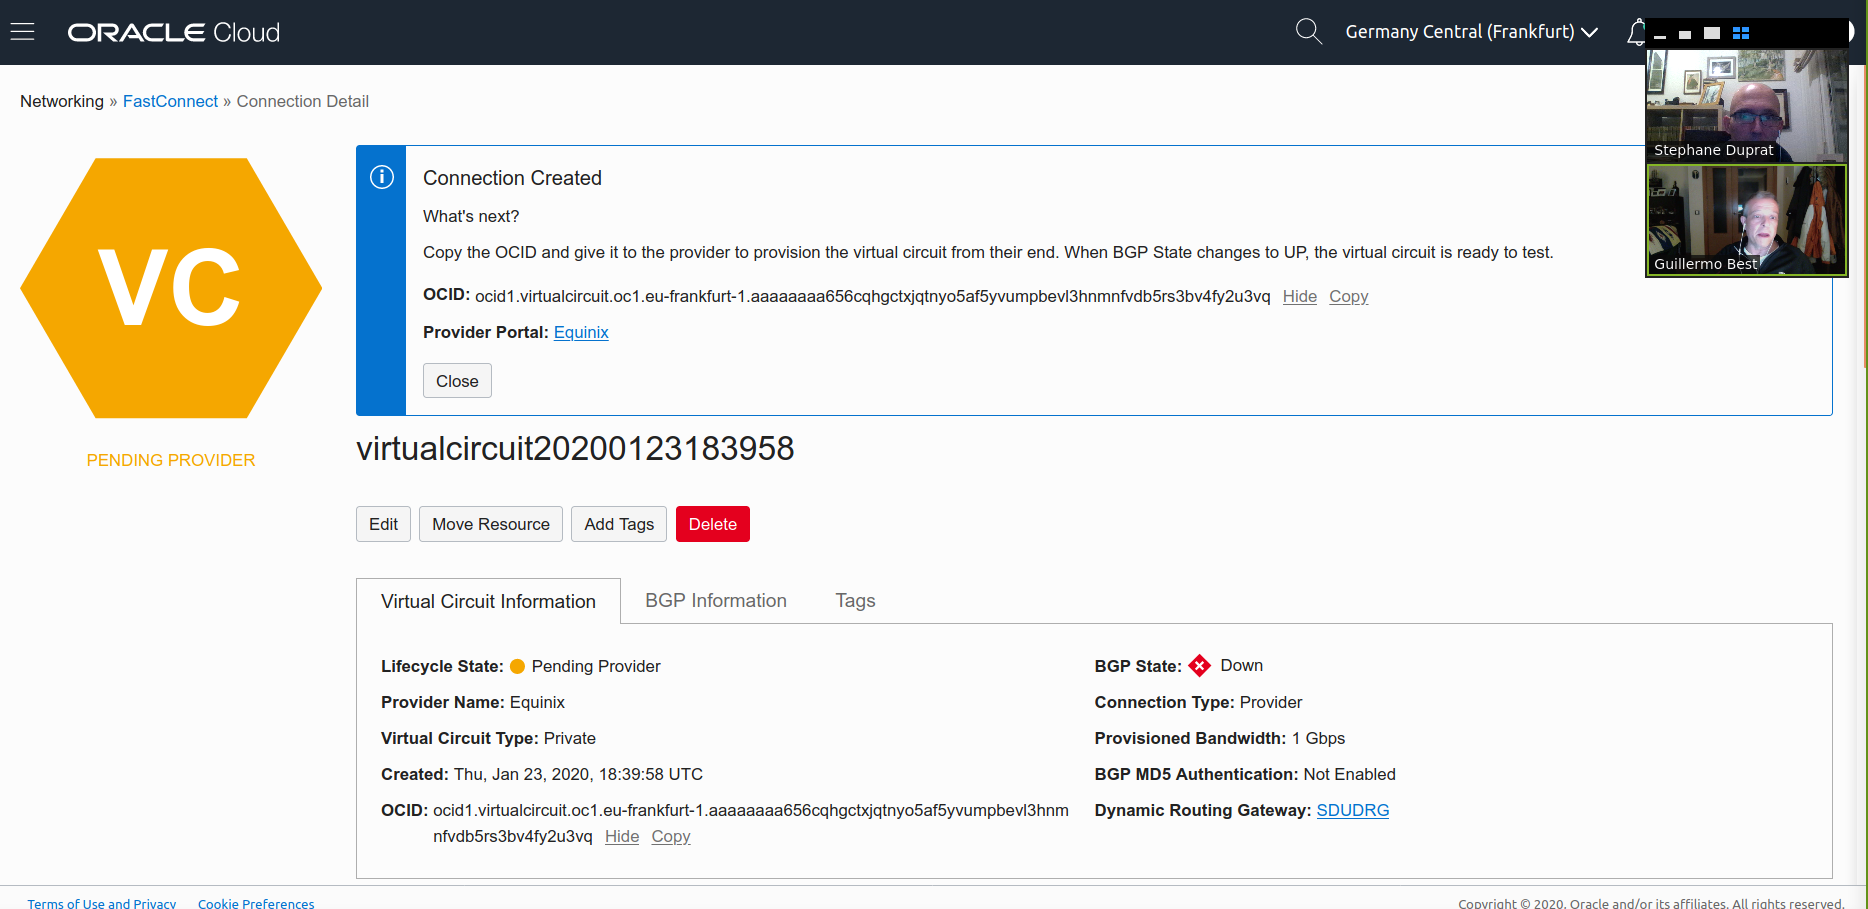 ORACLE Cloud
Germany Central (Frankfurt)
Networking » FastConnect » Connection Detail
Stephane Duprat
Guillermo Best
VC
PENDING PROVIDER
Connection Created
What's next?
Copy the OCID and give it to the provider to provision the virtual circuit from their end. When BGP State changes to UP, the virtual circuit is ready to test.
OCID: ocid1.virtualcircuit.oc1.eu-frankfurt-1.aaaaaaaa656cqhgctxjqtnyo5af5yvumpbevl3hnmnfvdb5rs3bv4fy2u3vq Hide Copy
Provider Portal: Equinix
Close
virtualcircuit20200123183958
Edit Move Resource Add Tags Delete
Virtual Circuit Information BGP Information Tags
Lifecycle State: Pending Provider
Provider Name: Equinix
Virtual Circuit Type: Private
Created: Thu, Jan 23, 2020, 18:39:58 UTC
OCID: ocid1.virtualcircuit.oc1.eu-frankfurt-1.aaaaaaaa656cqhgctxjqtnyo5af5yvumpbevl3hnm
nfvdb5rs3bv4fy2u3vq Hide Copy
BGP State: Down
Connection Type: Provider
Provisioned Bandwidth: 1 Gbps
BGP MD5 Authentication: Not Enabled
Dynamic Routing Gateway: SDUDRG
Terms of Use and Privacy Cookie Preferences
Copyright © 2020, Oracle and/or its affiliates. All rights reserved.